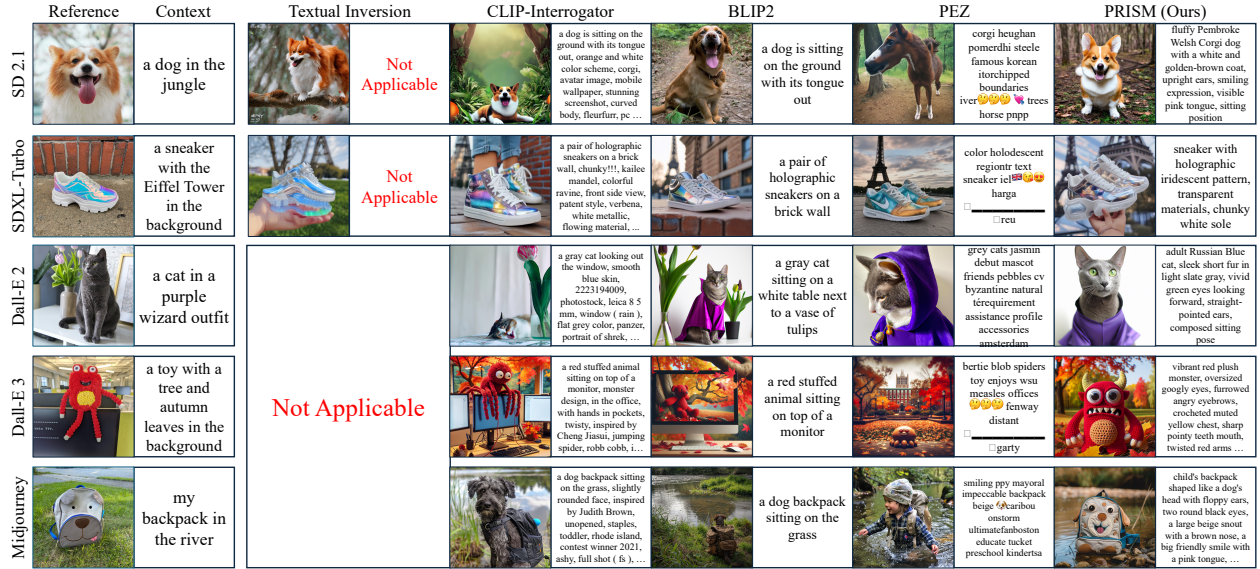 Reference Context Textual Inversion CLIP-Interrogator BLIP2 PEZ PRISM (Ours)
SD 2.1
a dog in the
jungle
Not
Applicable
a dog is sitting on the
ground with its tongue
out, orange and white
color scheme, corgi,
avatar image, mobile
wallpaper, stunning
screenshot, curved
body, fleurfurr, pc ...
a dog is sitting
on the ground
with its tongue
out
corgi heughan
pomerdhi steele
famous korean
itorchipped
boundaries
iver🤔🤔🤔 💘 trees
horse pnpp
fluffy Pembroke
Welsh Corgi dog
with a white and
golden-brown coat,
upright ears, smiling
expression, visible
pink tongue, sitting
position
SDXL-Turbo
a sneaker
with the
Eiffel Tower
in the
background
Not
Applicable
a pair of holographic
sneakers on a brick
wall, chunky!!!, kailee
mandel, colorful
ravine, front side view,
patent style, verbena,
white metallic,
flowing material, ...
a pair of
holographic
sneakers on a
brick wall
color holodescent
regiontr text
sneaker iel🇬🇧😘😍
harga
□
□reu
sneaker with
holographic
iridescent pattern,
transparent
materials, chunky
white sole
Dall-E 2
a cat in a
purple
wizard outfit
Not Applicable
a gray cat looking out
the window, smooth
blue skin,
2223194009,
photostock, leica 8 5
mm, window ( rain ),
flat grey color, panzer,
portrait of shrek, ...
a gray cat
sitting on a
white table next
to a vase of
tulips
grey cats jasmin
debut mascot
friends pebbles cv
byzantine natural
térequirement
assistance profile
accessories
amsterdam
adult Russian Blue
cat, sleek short fur in
light slate gray, vivid
green eyes looking
forward, straight-
pointed ears,
composed sitting
pose
Dall-E 3
a toy with a
tree and
autumn
leaves in the
background
a red stuffed animal
sitting on top of a
monitor, monster
design, in the office,
with hands in pockets,
twisty, inspired by
Cheng Jiasui, jumping
spider, robb cobb, i...
a red stuffed
animal sitting
on top of a
monitor
bertie blob spiders
toy enjoys wsu
measles offices
🤔🤔🤔 fenway
distant
□
□garty
vibrant red plush
monster, oversized
googly eyes, furrowed
angry eyebrows,
crocheted muted
yellow chest, sharp
pointy teeth mouth,
twisted red arms ...
Midjourney
my
backpack in
the river
a dog backpack sitting
on the grass, slightly
rounded face, inspired
by Judith Brown,
unopened, staples,
toddler, rhode island,
contest winner 2021,
ashy, full shot ( fs ), ...
a dog backpack
sitting on the
grass
smiling ppy mayoral
impeccable backpack
beige 🐶caribou
onstorm
ultimatefanboston
educate tucket
preschool kindertsa
child's backpack
shaped like a dog's
head with floppy ears,
two round black eyes,
a large beige snout
with a brown nose, a
big friendly smile with
a pink tongue, ...